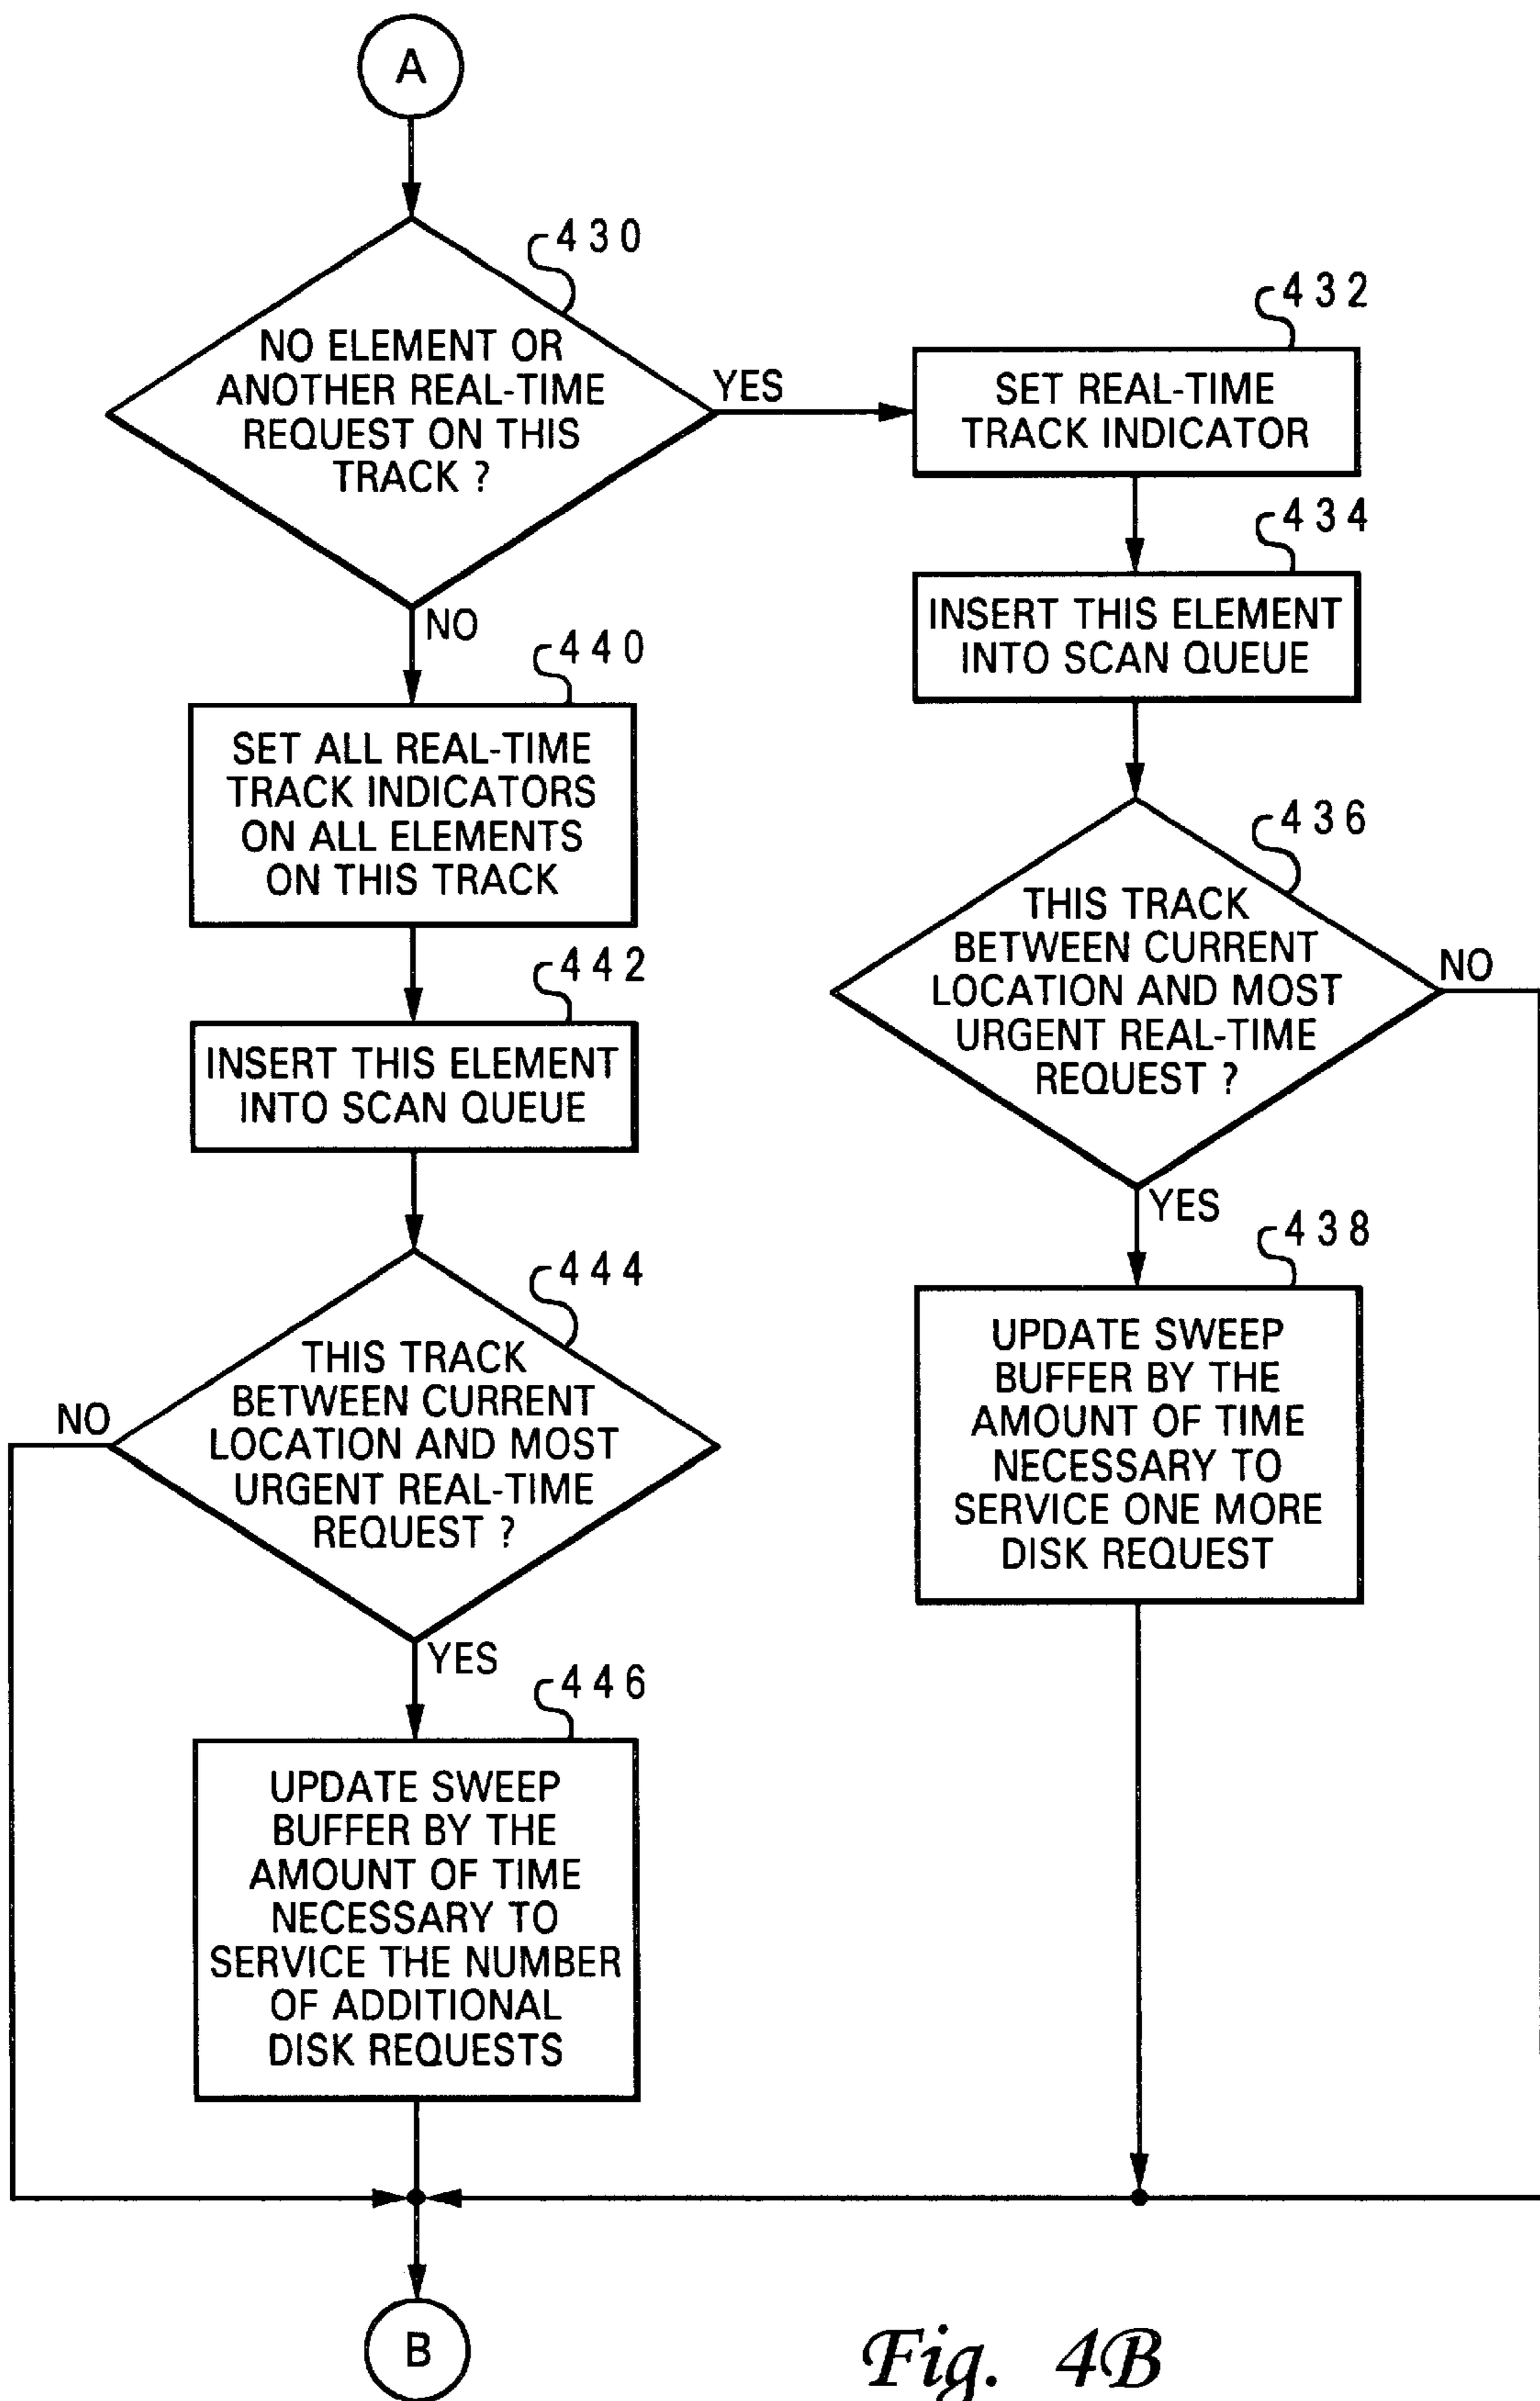 A
430
NO ELEMENT OR
ANOTHER REAL-TIME
REQUEST ON THIS
TRACK ?
YES
NO
432
SET REAL-TIME
TRACK INDICATOR
434
INSERT THIS ELEMENT
INTO SCAN QUEUE
436
THIS TRACK
BETWEEN CURRENT
LOCATION AND MOST
URGENT REAL-TIME
REQUEST ?
NO
YES
438
UPDATE SWEEP
BUFFER BY THE
AMOUNT OF TIME
NECESSARY TO
SERVICE ONE MORE
DISK REQUEST
440
SET ALL REAL-TIME
TRACK INDICATORS
ON ALL ELEMENTS
ON THIS TRACK
442
INSERT THIS ELEMENT
INTO SCAN QUEUE
444
THIS TRACK
BETWEEN CURRENT
LOCATION AND MOST
URGENT REAL-TIME
REQUEST ?
NO
YES
446
UPDATE SWEEP
BUFFER BY THE
AMOUNT OF TIME
NECESSARY TO
SERVICE THE NUMBER
OF ADDITIONAL
DISK REQUESTS
B
Fig. 4B